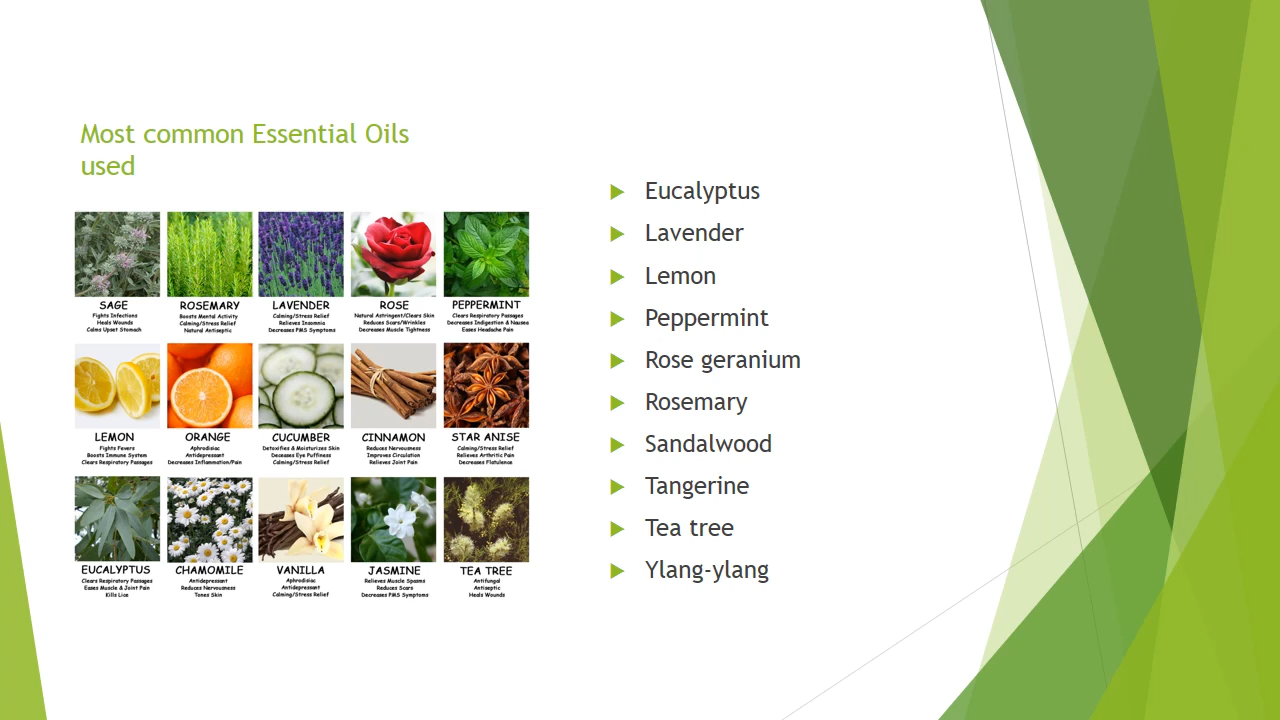 Most common Essential Oils
used
SAGE
Fights Infections
Heals Wounds
Calms Upset Stomach
ROSEMARY
Boosts Mental Activity
Calming/Stress Relief
Natural Antiseptic
LAVENDER
Calming/Stress Relief
Relieves Insomnia
Decreases PMS Symptoms
ROSE
Natural Astringent/Clears Skin
Reduces Scars/Wrinkles
Decreases Muscle Tightness
PEPPERMINT
Clears Respiratory Passages
Decreases Indigestion & Nausea
Eases Headache Pain
LEMON
Fights Fevers
Boosts Immune System
Clears Respiratory Passages
ORANGE
Aphrodisiac
Antidepressant
Decreases Inflammation/Pain
CUCUMBER
Detoxifies & Moisturizes Skin
Deceases Eye Puffiness
Calming/Stress Relief
CINNAMON
Reduces Nervousness
Improves Circulation
Relieves Joint Pain
STAR ANISE
Calming/Stress Relief
Relieves Arthritic Pain
Decreases Flatulence
EUCALYPTUS
Clears Respiratory Passages
Eases Muscle & Joint Pain
Kills Lice
CHAMOMILE
Antidepressant
Reduces Nervousness
Tones Skin
VANILLA
Aphrodisiac
Antidepressant
Calming/Stress Relief
JASMINE
Relieves Muscle Spasms
Reduces Scars
Decreases PMS Symptoms
TEA TREE
Antifungal
Antiseptic
Heals Wounds
Eucalyptus
Lavender
Lemon
Peppermint
Rose geranium
Rosemary
Sandalwood
Tangerine
Tea tree
Ylang-ylang